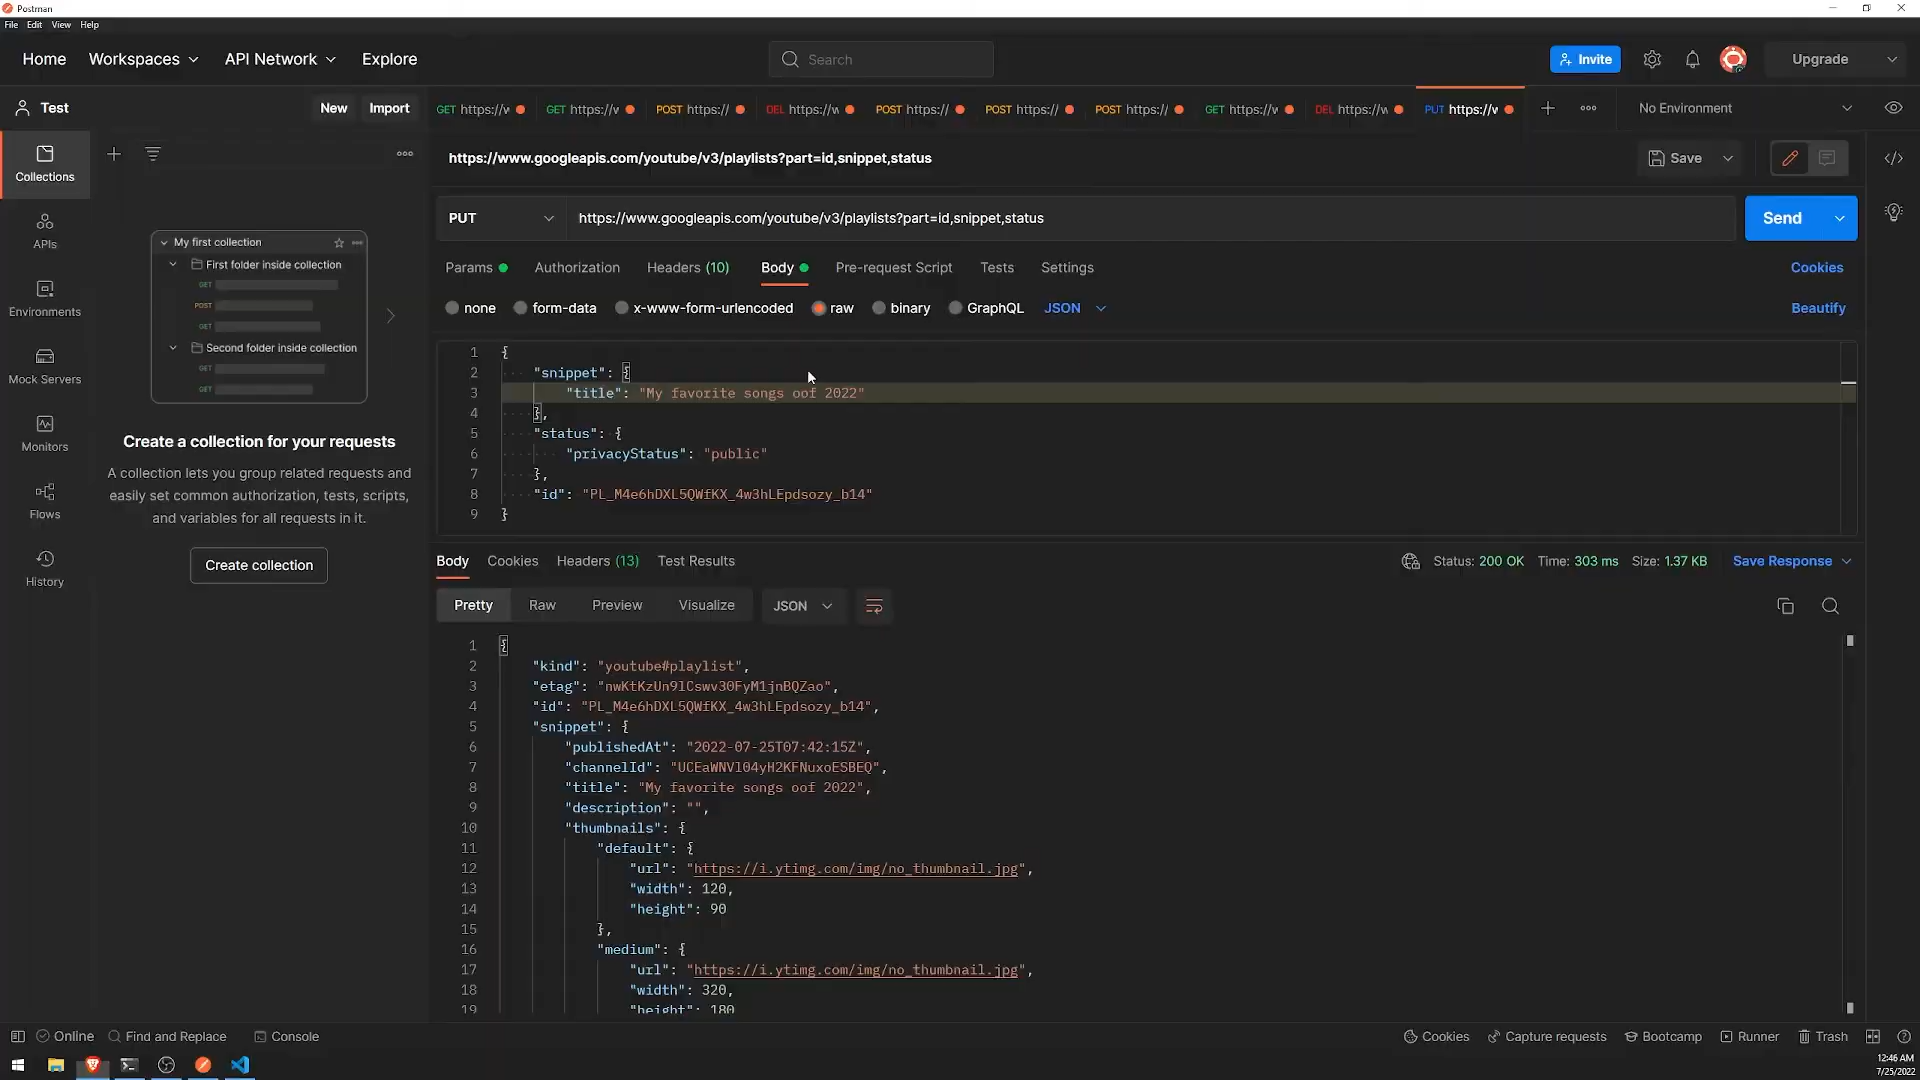 Postman
File Edit View Help
Home Workspaces API Network Explore Search Invite Upgrade
Test New Import GET https://w GET https://w POST https:// DEL https://w POST https:// POST https:// POST https:// GET https://w DEL https://w PUT https://w No Environment
https://www.googleapis.com/youtube/v3/playlists?part=id,snippet,status Save
PUT https://www.googleapis.com/youtube/v3/playlists?part=id,snippet,status Send
Params Authorization Headers (10) Body Pre-request Script Tests Settings Cookies
none form-data x-www-form-urlencoded raw binary GraphQL JSON Beautify
Collections
APIs
Environments
Mock Servers
Monitors
Flows
History
My first collection
First folder inside collection
GET
POST
GET
Second folder inside collection
GET
GET
Create a collection for your requests
A collection lets you group related requests and
easily set common authorization, tests, scripts,
and variables for all requests in it.
Create collection
1 {
2 "snippet": {
3 "title": "My favorite songs oof 2022"
4 },
5 "status": {
6 "privacyStatus": "public"
7 },
8 "id": "PL_M4e6hDXL5QWfKX_4w3hLEpdsozy_b14"
9 }
Body Cookies Headers (13) Test Results Status: 200 OK Time: 303 ms Size: 1.37 KB Save Response
Pretty Raw Preview Visualize JSON
1 {
2 "kind": "youtube#playlist",
3 "etag": "nwKtKzUn9lCswv30FyM1jnBQZao",
4 "id": "PL_M4e6hDXL5QWfKX_4w3hLEpdsozy_b14",
5 "snippet": {
6 "publishedAt": "2022-07-25T07:42:15Z",
7 "channelId": "UCEaWNVl04yH2KFNuxoESBEQ",
8 "title": "My favorite songs oof 2022",
9 "description": "",
10 "thumbnails": {
11 "default": {
12 "url": "https://i.ytimg.com/img/no_thumbnail.jpg",
13 "width": 120,
14 "height": 90
15 },
16 "medium": {
17 "url": "https://i.ytimg.com/img/no_thumbnail.jpg",
18 "width": 320,
19 "height": 180
Online Find and Replace Console Cookies Capture requests Bootcamp Runner Trash
12:46 AM
7/25/2022